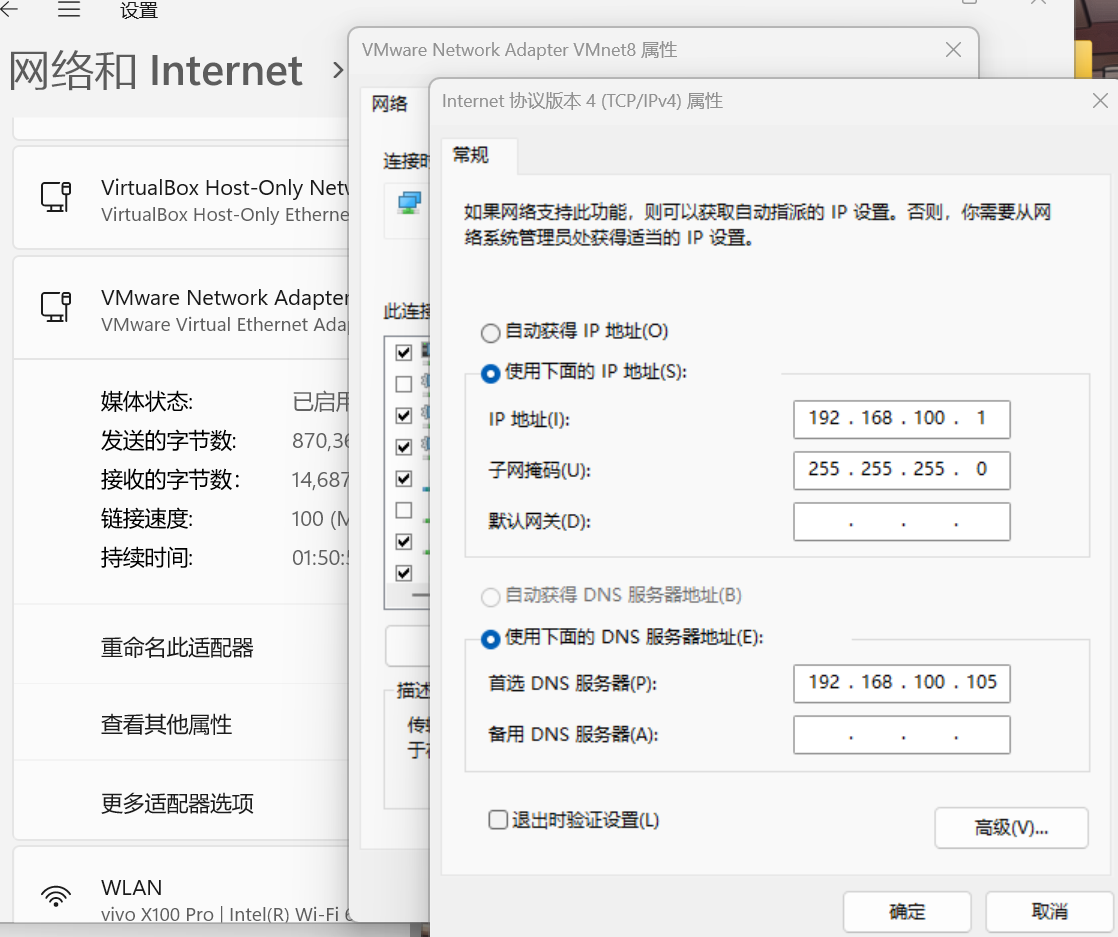 设置
网络和 Internet
VirtualBox Host-Only
VirtualBox Host-Only
VMware Network Adapter
VMware Virtual Ethernet
媒体状态:
已启用
发送的字节数:
870,36
接收的字节数:
14,687
链接速度:
100 (M
持续时间:
01:50:5
重命名此适配器
查看其他属性
更多适配器选项
WLAN
vivo X100 Pro | Intel(R) Wi-Fi 6
VMware Network Adapter VMnet8 属性
网络
连接时
此连接
描述
传输
于在
Internet 协议版本 4 (TCP/IPv4) 属性
常规
如果网络支持此功能，则可以获取自动指派的 IP 设置。否则，你需要从网
络系统管理员处获得适当的 IP 设置。
自动获得 IP 地址(O)
使用下面的 IP 地址(S):
IP 地址(I):
192 . 168 . 100 . 1
子网掩码(U):
255 . 255 . 255 . 0
默认网关(D):
. . .
自动获得 DNS 服务器地址(B)
使用下面的 DNS 服务器地址(E):
首选 DNS 服务器(P):
192 . 168 . 100 . 105
备用 DNS 服务器(A):
. . .
退出时验证设置(L)
高级(V)...
确定
取消